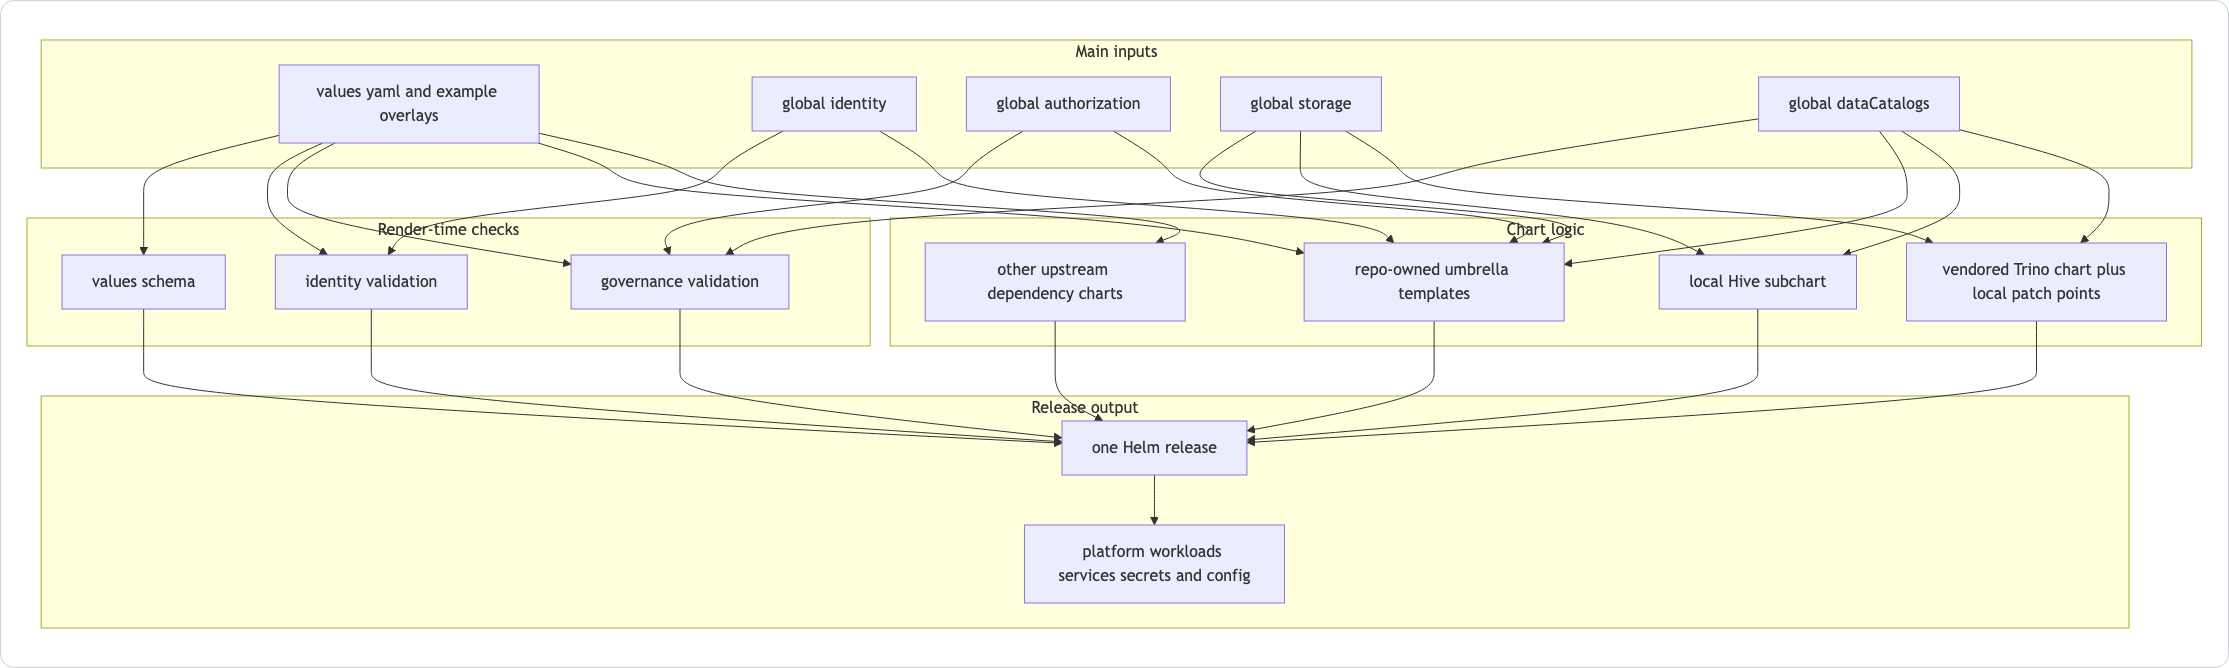 Main inputs
values yaml and example
overlays
global identity
global authorization
global storage
global dataCatalogs
Render-time checks
values schema
identity validation
governance validation
Chart logic
other upstream
dependency charts
repo-owned umbrella
templates
local Hive subchart
vendored Trino chart plus
local patch points
Release output
one Helm release
platform workloads
services secrets and config